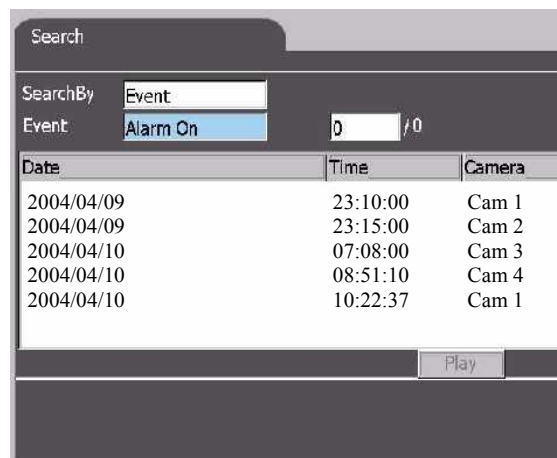 Search
SearchBy Event
Event Alarm On 0 /0
Date Time Camera
2004/04/09 23:10:00 Cam 1
2004/04/09 23:15:00 Cam 2
2004/04/10 07:08:00 Cam 3
2004/04/10 08:51:10 Cam 4
2004/04/10 10:22:37 Cam 1
Play